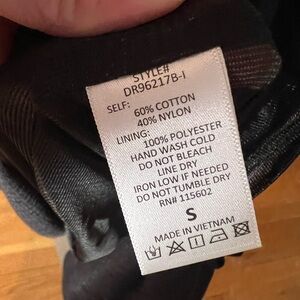 STYLE#
DR96217B-I
SELF: 60% COTTON
40% NYLON
LINING:
100% POLYESTER
HAND WASH COLD
DO NOT BLEACH
LINE DRY
IRON LOW IF NEEDED
DO NOT TUMBLE DRY
RN# 115602
S
MADE IN VIETNAM